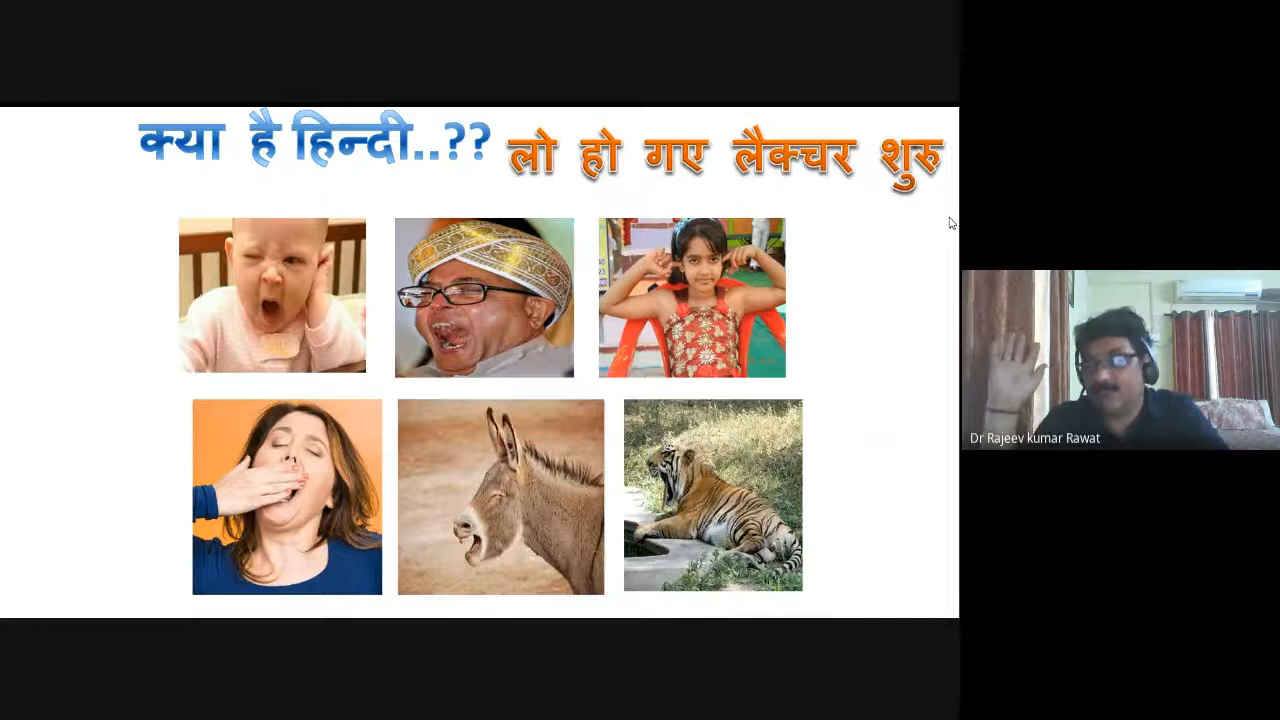 क्या है हिन्दी..??
लो हो गए लैक्चर शुरु
Dr Rajeev kumar Rawat